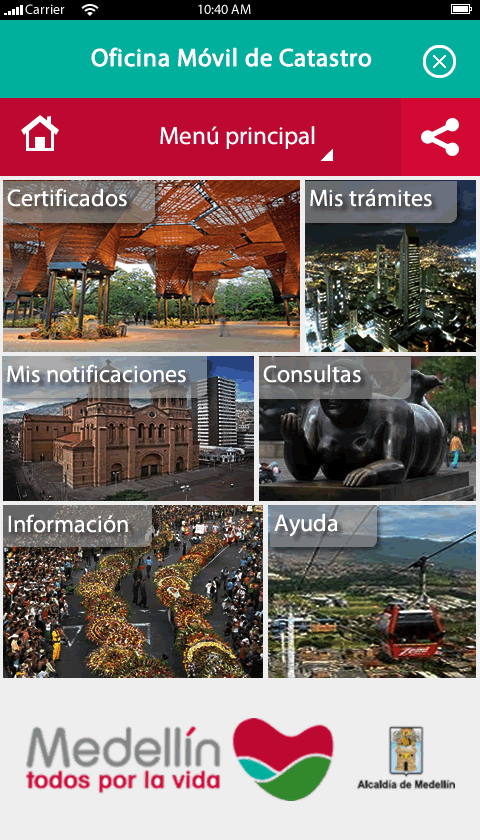 Carrier 10:40 AM
Oficina Móvil de Catastro
Menú principal
Certificados
Mis trámites
Mis notificaciones
Consultas
Información
Ayuda
Medellín
todos por la vida
Alcaldía de Medellín